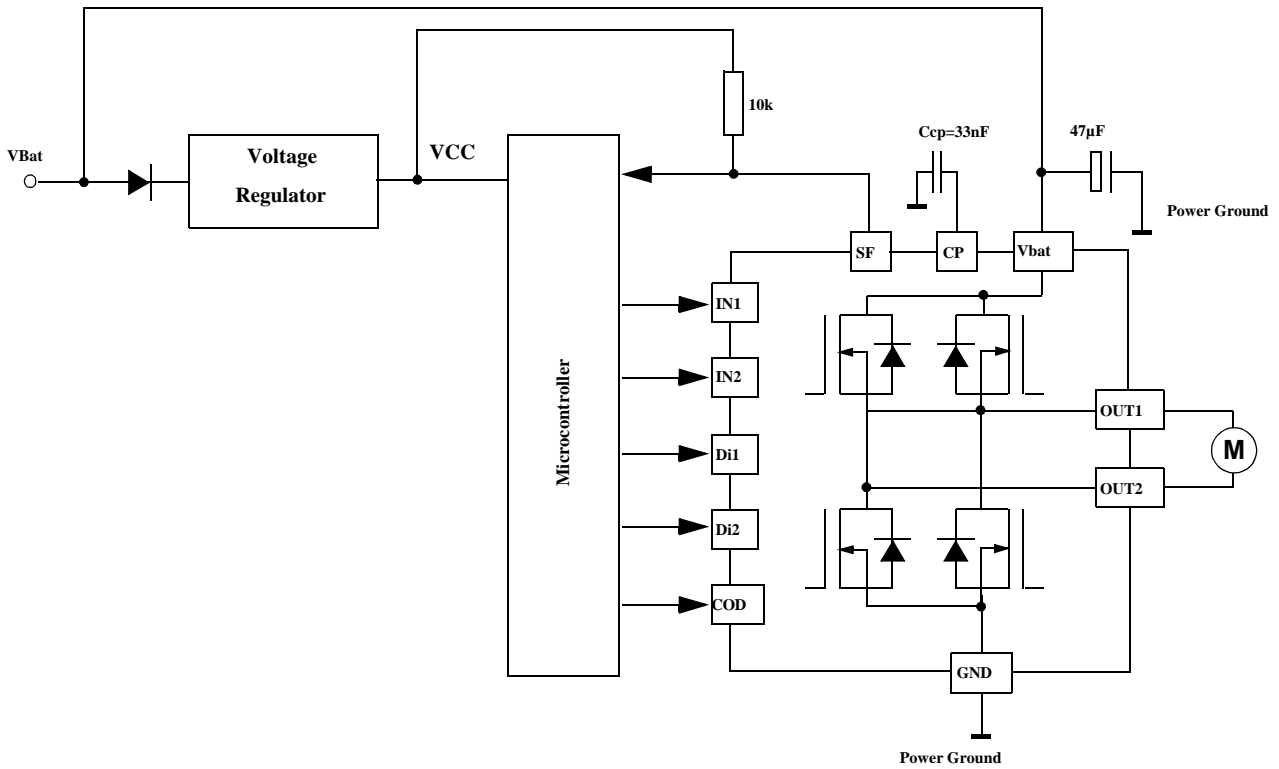 10k
Ccp=33nF
47µF
VBat
Voltage
Regulator
VCC
Power Ground
SF
CP
Vbat
IN1
IN2
Microcontroller
OUT1
M
Di1
OUT2
Di2
COD
GND
Power Ground